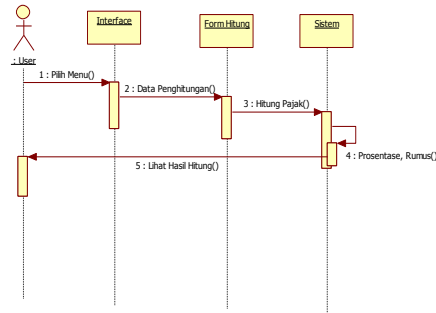 Interface
Form Hitung
Sistem
: User
1 : Pilih Menu()
2 : Data Penghitungan()
3 : Hitung Pajak()
4 : Prosentase, Rumus()
5 : Lihat Hasil Hitung()